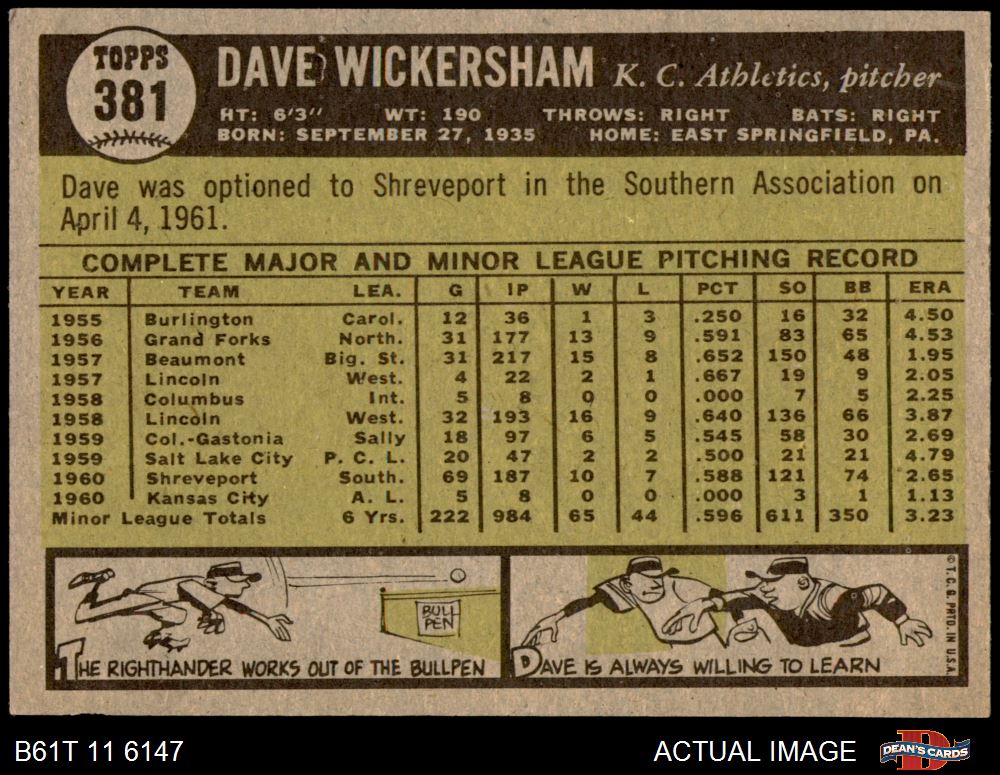 TOPPS
381
DAVE WICKERSHAM K. C. Athletics, pitcher
HT: 6'3" WT: 190 THROWS: RIGHT BATS: RIGHT
BORN: SEPTEMBER 27, 1935 HOME: EAST SPRINGFIELD, PA.
Dave was optioned to Shreveport in the Southern Association on
April 4, 1961.
COMPLETE MAJOR AND MINOR LEAGUE PITCHING RECORD
YEAR TEAM LEA. G IP W L PCT SO BB ERA
1955 Burlington Carol. 12 36 1 3 .250 16 32 4.50
1956 Grand Forks North. 31 177 13 9 .591 83 65 4.53
1957 Beaumont Big. St. 31 217 15 8 .652 150 48 1.95
1957 Lincoln West. 4 22 2 1 .667 19 9 2.05
1958 Columbus Int. 5 8 0 0 .000 7 5 2.25
1958 Lincoln West. 32 193 16 9 .640 136 66 3.87
1959 Col.-Gastonia Sally 18 97 6 5 .545 58 30 2.69
1959 Salt Lake City P. C. L. 20 47 2 2 .500 21 21 4.79
1960 Shreveport South. 69 187 10 7 .588 121 74 2.65
1960 Kansas City A. L. 5 8 0 0 .000 3 1 1.13
Minor League Totals 6 Yrs. 222 984 65 44 .596 611 350 3.23
BULL
PEN
THE RIGHTHANDER WORKS OUT OF THE BULLPEN
DAVE IS ALWAYS WILLING TO LEARN
© T. C. G. PRTD. IN U.S.A.
B61T 11 6147
ACTUAL IMAGE
DEAN'S CARDS